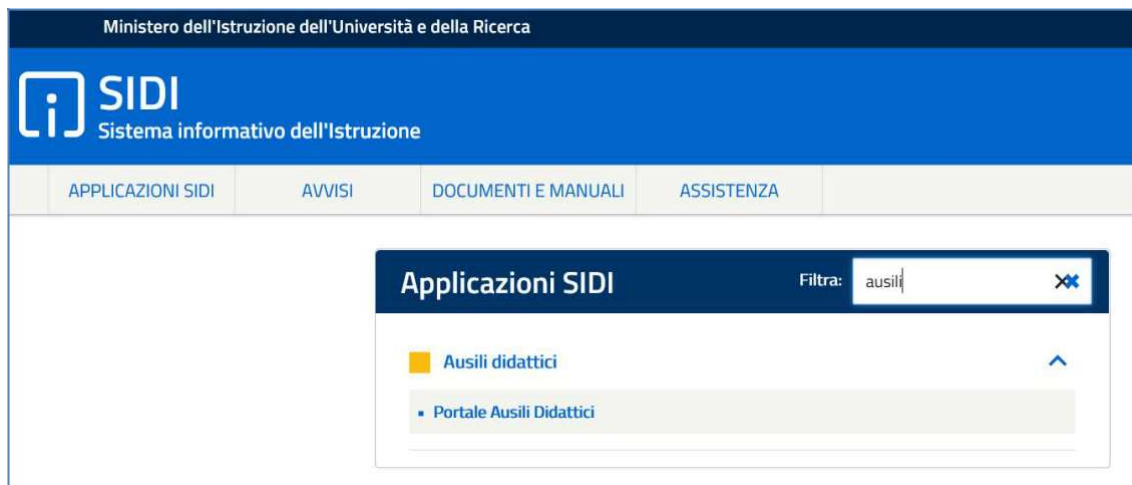 Ministero dell'Istruzione dell'Università e della Ricerca
SIDI
Sistema informativo dell'Istruzione
APPLICAZIONI SIDI AVVISI DOCUMENTI E MANUALI ASSISTENZA
Applicazioni SIDI Filtra: ausili
Ausili didattici
Portale Ausili Didattici